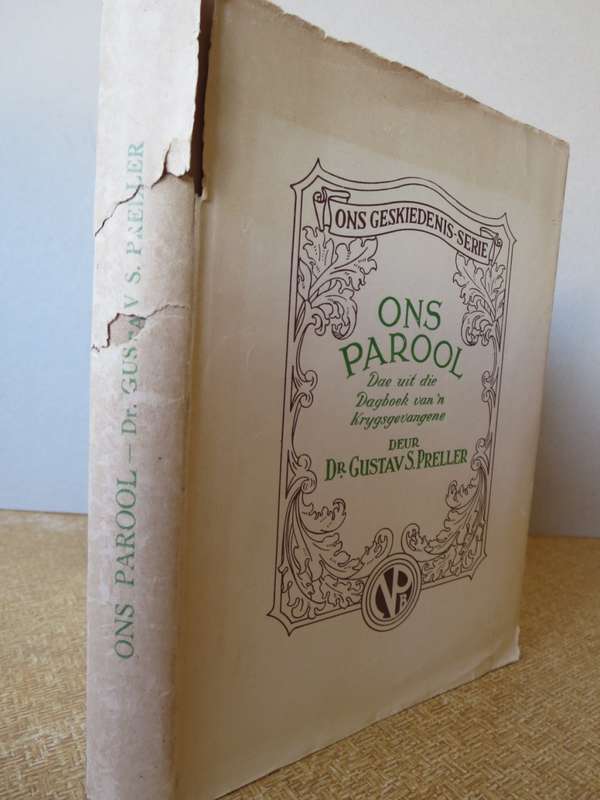 ONS PAROOL — Dr. GUSTAV S. PRELLER
ONS GESKIEDENIS-SERIE
ONS
PAROOL
Dae uit die
Dagboek van 'n
Krygsgevangene
DEUR
DR. GUSTAV S. PRELLER